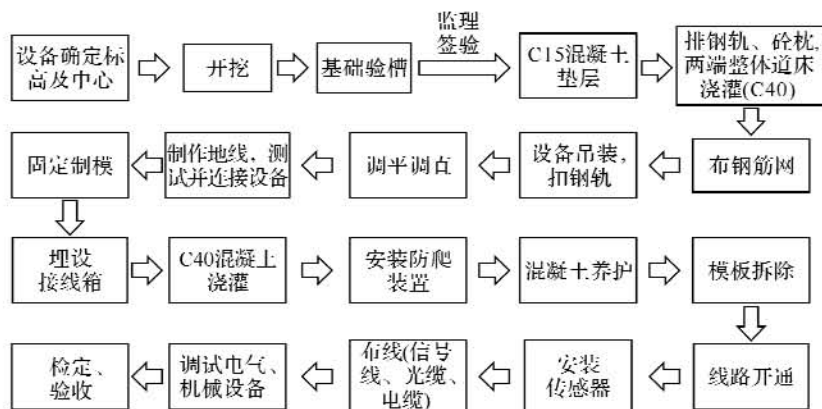 监理
签验
设备确定标
高及中心
开挖
基础验槽
C15混凝土
垫层
排钢轨、砼枕,
两端整体道床
浇灌(C40)
固定制模
制作地线,测
试并连接设备
调平调直
设备吊装,
扣钢轨
布钢筋网
埋设
接线箱
C40混凝土
浇灌
安装防爬
装置
混凝土养护
模板拆除
检定、
验收
调试电气、
机械设备
布线(信号
线、光缆、
电缆)
安装
传感器
线路开通